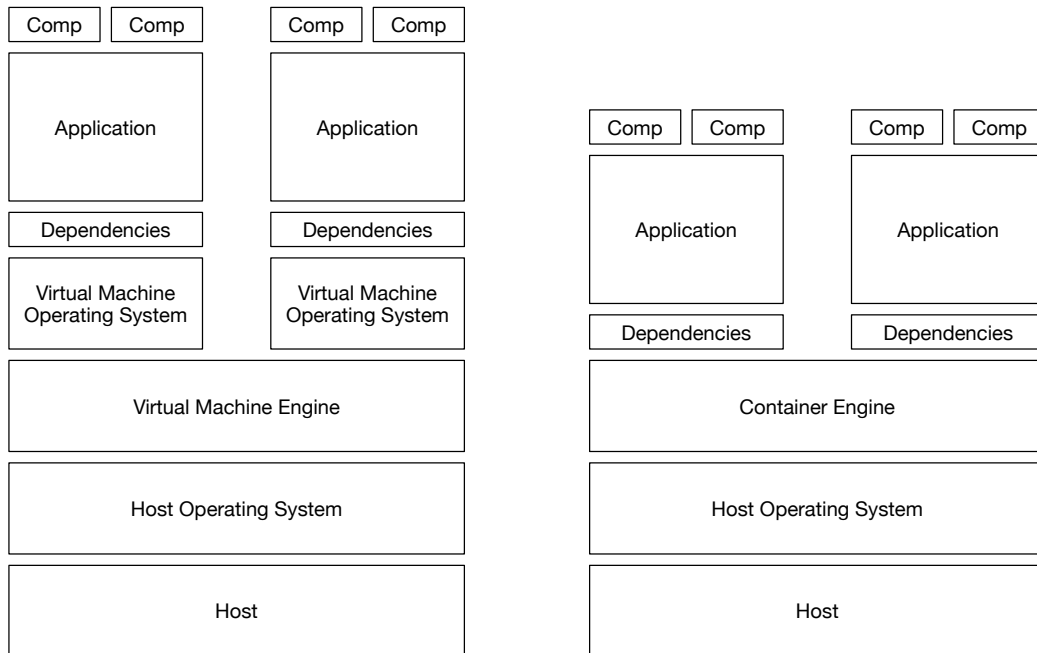 Comp Comp Comp Comp
Application Application
Comp Comp Comp Comp
Dependencies Dependencies
Application Application
Virtual Machine Virtual Machine
Operating System Operating System
Dependencies Dependencies
Virtual Machine Engine
Container Engine
Host Operating System
Host Operating System
Host
Host